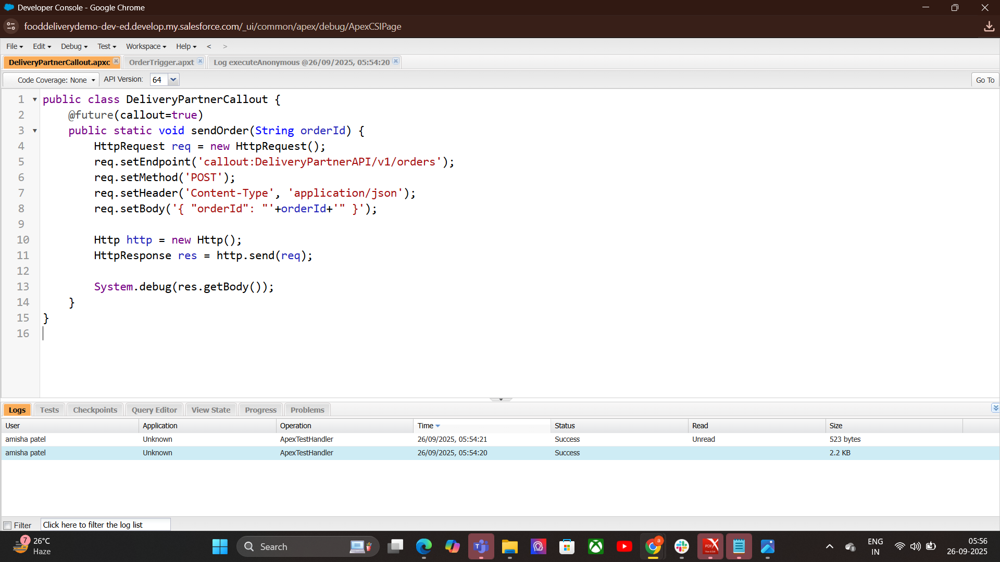 Developer Console - Google Chrome
fooddeliverydemo-dev-ed.develop.my.salesforce.com/_ui/common/apex/debug/ApexCSIPage
File Edit Debug Test Workspace Help < >
DeliveryPartnerCallout.apxc OrderTrigger.apxt Log executeAnonymous @26/09/2025, 05:54:20
Code Coverage: None API Version: 64 Go To
1 public class DeliveryPartnerCallout {
2 @future(callout=true)
3 public static void sendOrder(String orderId) {
4 HttpRequest req = new HttpRequest();
5 req.setEndpoint('callout:DeliveryPartnerAPI/v1/orders');
6 req.setMethod('POST');
7 req.setHeader('Content-Type', 'application/json');
8 req.setBody('{ "orderId": "'+orderId+'" }');
9
10 Http http = new Http();
11 HttpResponse res = http.send(req);
12
13 System.debug(res.getBody());
14 }
15 }
16
Logs Tests Checkpoints Query Editor View State Progress Problems
User Application Operation Time Status Read Size
amisha patel Unknown ApexTestHandler 26/09/2025, 05:54:21 Success Unread 523 bytes
amisha patel Unknown ApexTestHandler 26/09/2025, 05:54:20 Success 2.2 KB
Filter Click here to filter the log list
7 26°C
Haze
Search
a
PDF
ENG
IN
05:56
26-09-2025